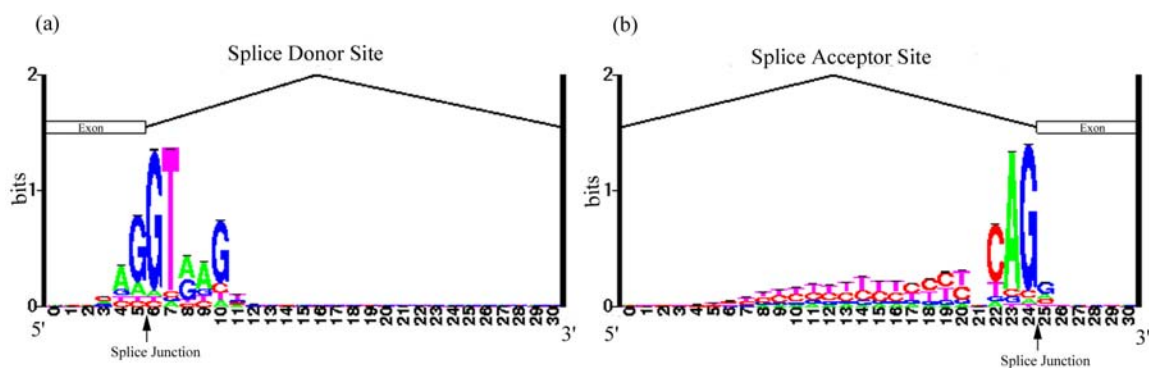 (a)
Splice Donor Site
2
Exon
1
bits
0
0 1 2 3 4 5 6 7 8 9 10 11 12 13 14 15 16 17 18 19 20 21 22 23 24 25 26 27 28 29 30
5'
3'
Splice Junction
(b)
Splice Acceptor Site
2
Exon
1
bits
0
0 1 2 3 4 5 6 7 8 9 10 11 12 13 14 15 16 17 18 19 20 21 22 23 24 25 26 27 28 29 30
5'
3'
Splice Junction